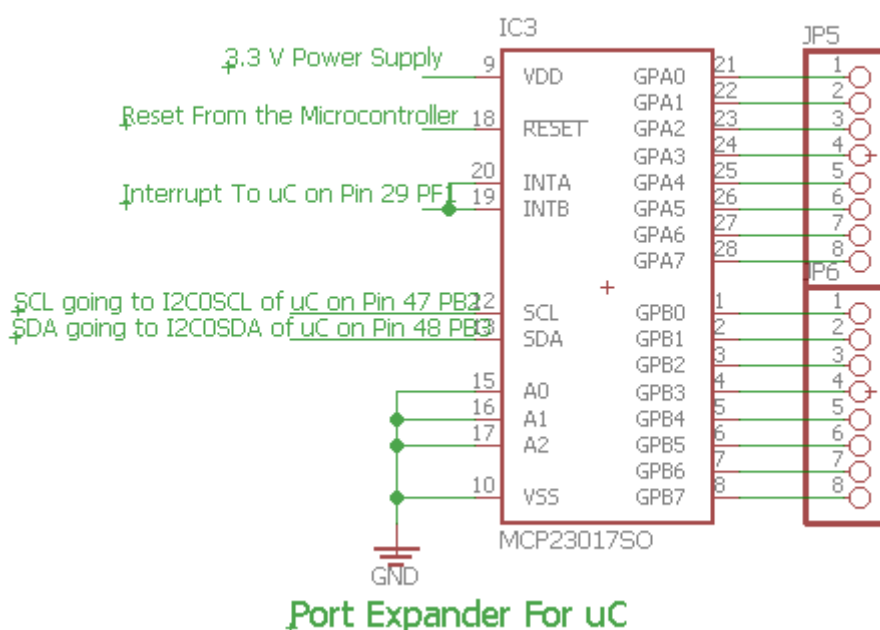 IC3
JP5
3.3 V Power Supply
9 VDD GPA0 21 1
22 GPA1 2
Reset From the Microcontroller 18 RESET GPA2 23 3
GPA3 24 4
20 INTA GPA4 25 5
Interrupt To uC on Pin 29 PF1 19 INTB GPA5 26 6
GPA6 27 7
GPA7 28 8
JP6
SCL going to I2C0SCL of uC on Pin 47 PB2 12 SCL GPB0 1 1
SDA going to I2C0SDA of uC on Pin 48 PB3 13 SDA GPB1 2 2
GPB2 3 3
15 A0 GPB3 4 4
16 A1 GPB4 5 5
17 A2 GPB5 6 6
GPB6 7 7
10 VSS GPB7 8 8
MCP23017SO
GND
Port Expander For uC